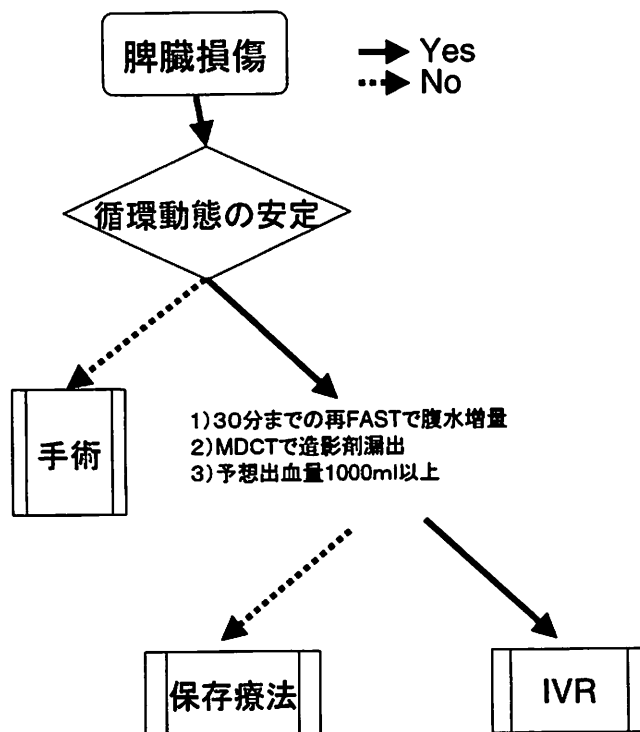 脾臓損傷
Yes
No
循環動態の安定
手術
1)30分までの再FASTで腹水増量
2)MDCTで造影剤漏出
3)予想出血量1000ml以上
保存療法
IVR